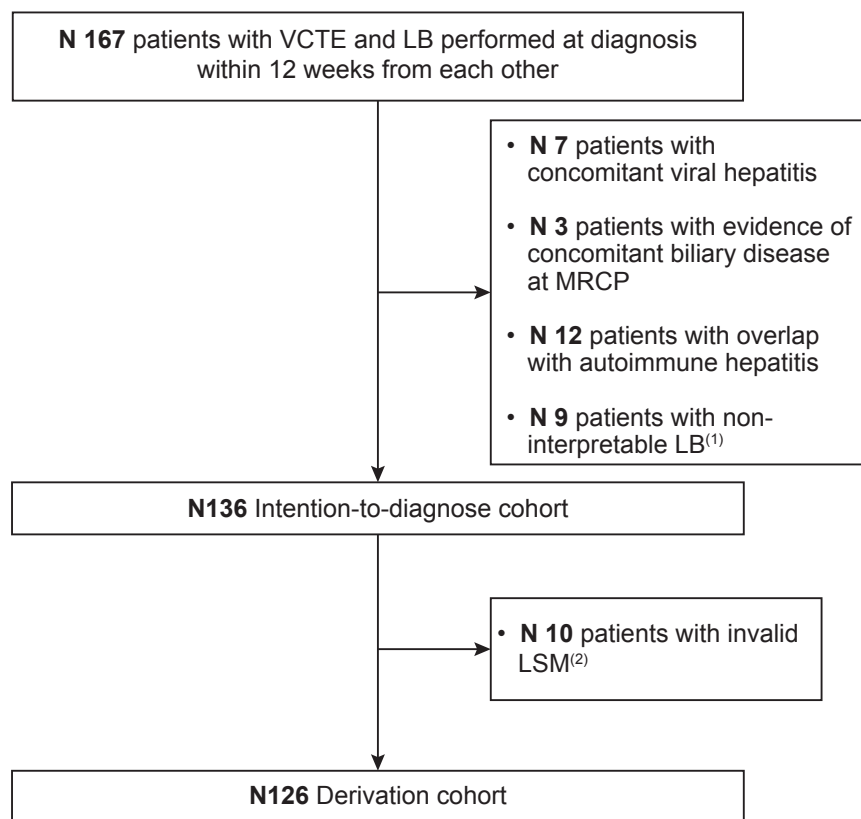 N 167 patients with VCTE and LB performed at diagnosis
within 12 weeks from each other
• N 7 patients with
concomitant viral hepatitis
• N 3 patients with evidence of
concomitant biliary disease
at MRCP
• N 12 patients with overlap
with autoimmune hepatitis
• N 9 patients with non-
interpretable LB(1)
N136 Intention-to-diagnose cohort
• N 10 patients with invalid
LSM(2)
N126 Derivation cohort